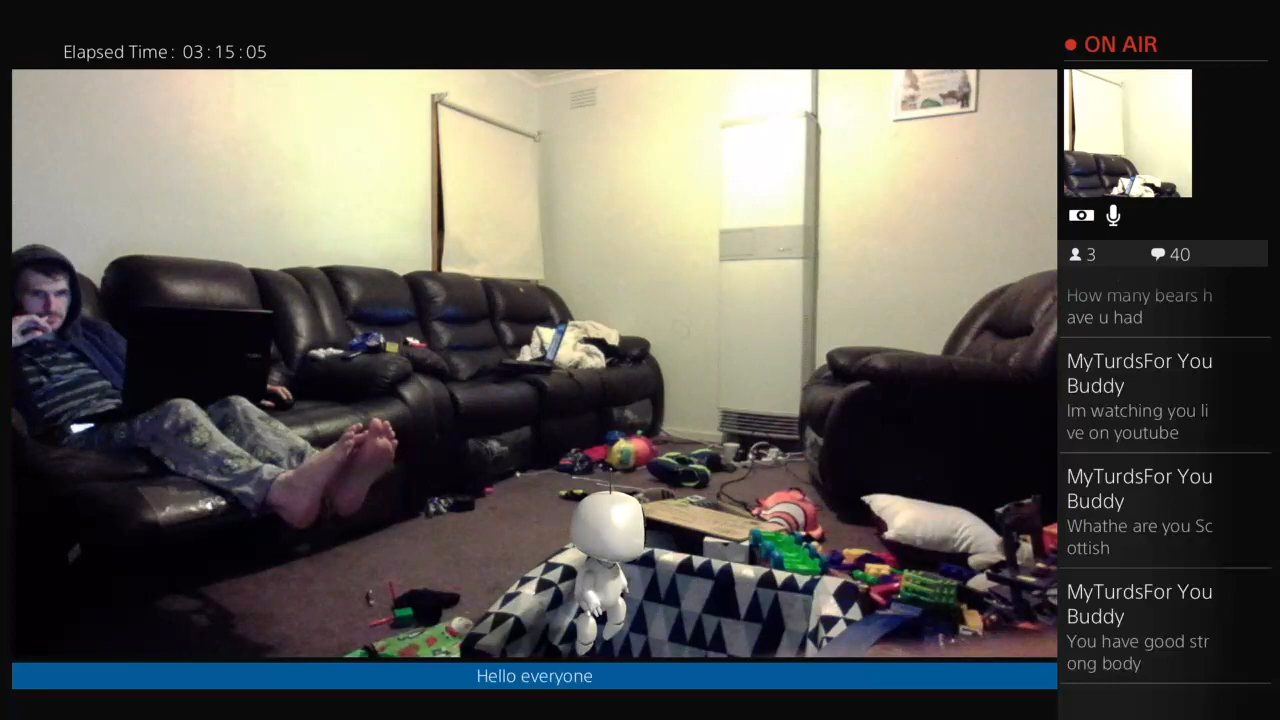 Elapsed Time: 03:15:05
ON AIR
3
40
How many bears h
ave u had
MyTurdsFor You
Buddy
Im watching you li
ve on youtube
MyTurdsFor You
Buddy
Whathe are you Sc
ottish
MyTurdsFor You
Buddy
You have good str
ong body
Hello everyone